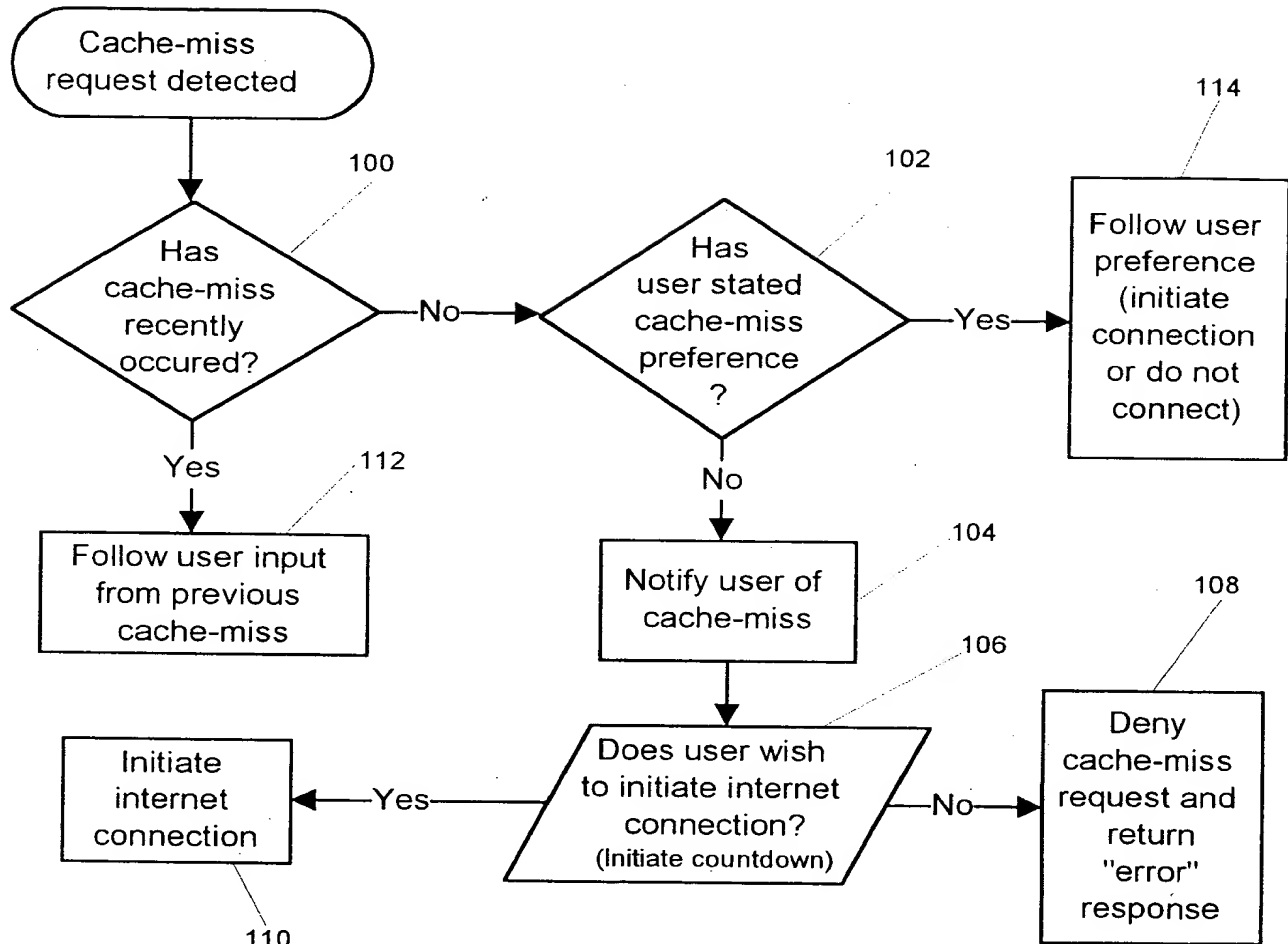 Cache-miss
request detected
100
Has
cache-miss
recently
occured?
No
102
Has
user stated
cache-miss
preference
?
Yes
114
Follow user
preference
(initiate
connection
or do not
connect)
Yes
112
Follow user input
from previous
cache-miss
No
104
Notify user of
cache-miss
106
Does user wish
to initiate internet
connection?
(Initiate countdown)
Yes
Initiate
internet
connection
110
No
108
Deny
cache-miss
request and
return
"error"
response